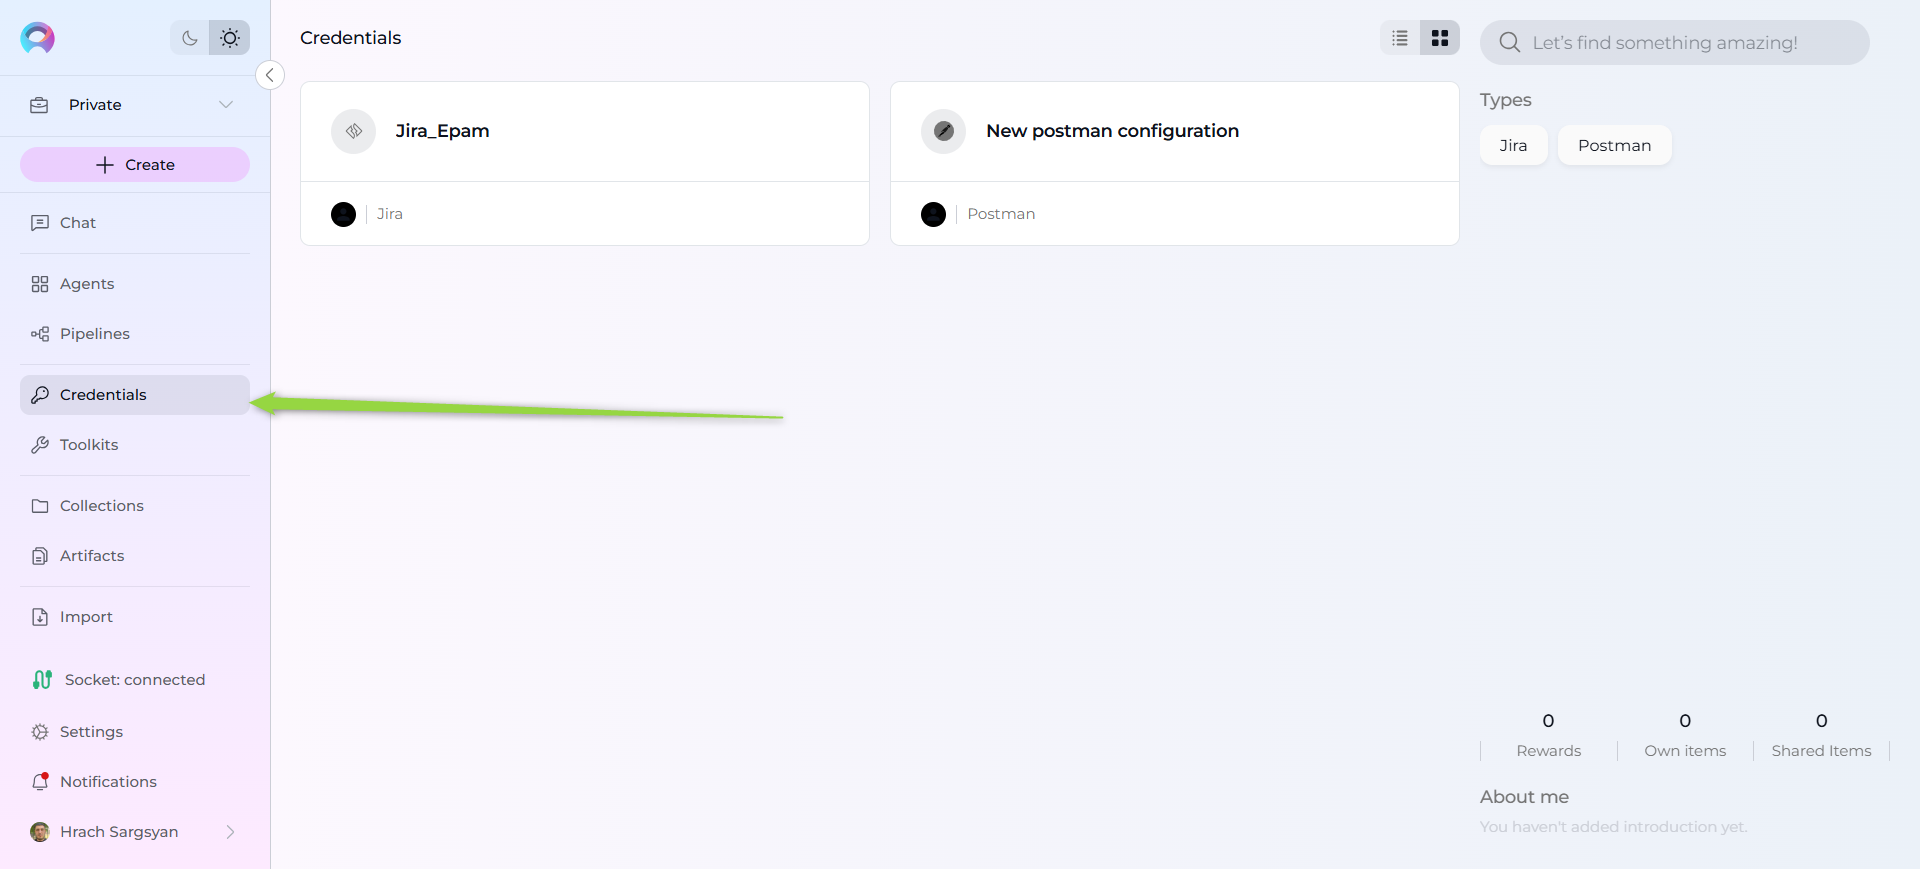 Private
Create
Chat
Agents
Pipelines
Credentials
Toolkits
Collections
Artifacts
Import
Socket: connected
Settings
Notifications
Hrach Sargsyan
Credentials
Jira_Epam
Jira
New postman configuration
Postman
Let's find something amazing!
Types
Jira
Postman
0
Rewards
0
Own items
0
Shared Items
About me
You haven't added introduction yet.